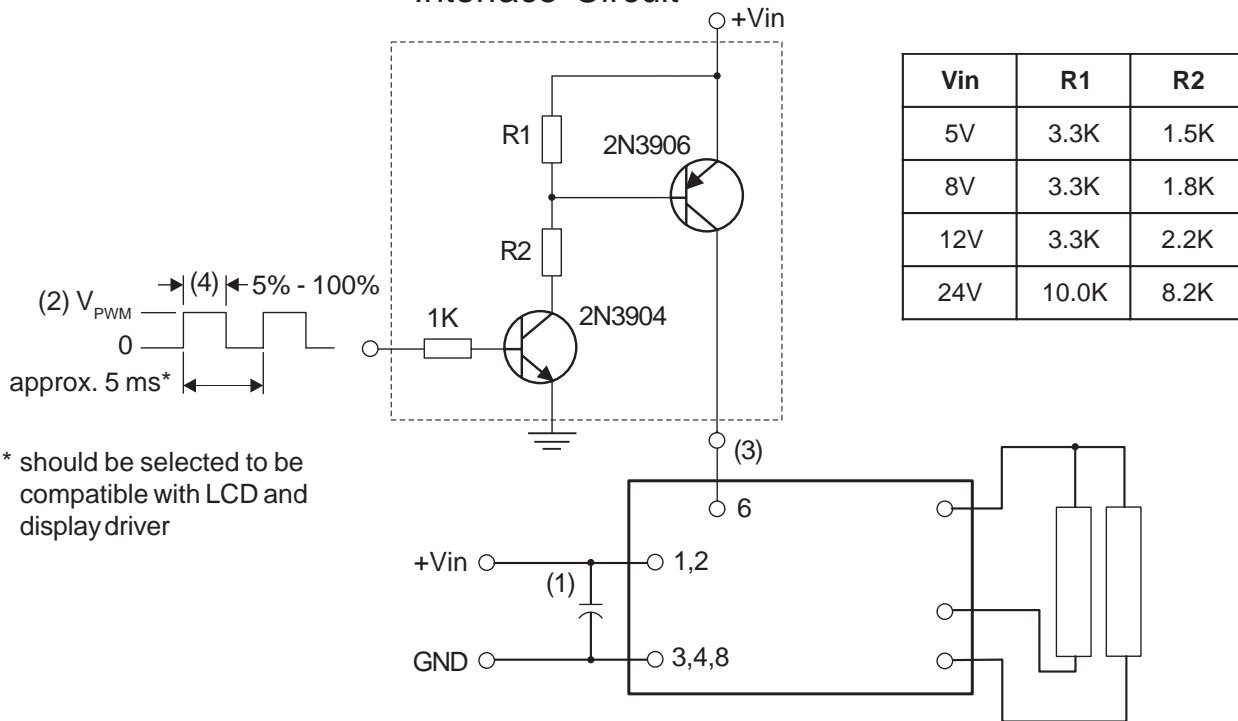 Interface Circuit
+Vin
R1
2N3906
R2
(4)
5% - 100%
(2) VPWM
0
approx. 5 ms*
1K
2N3904
* should be selected to be
compatible with LCD and
display driver
(3)
6
+Vin
(1)
1,2
GND
3,4,8
Vin R1 R2
5V 3.3K 1.5K
8V 3.3K 1.8K
12V 3.3K 2.2K
24V 10.0K 8.2K